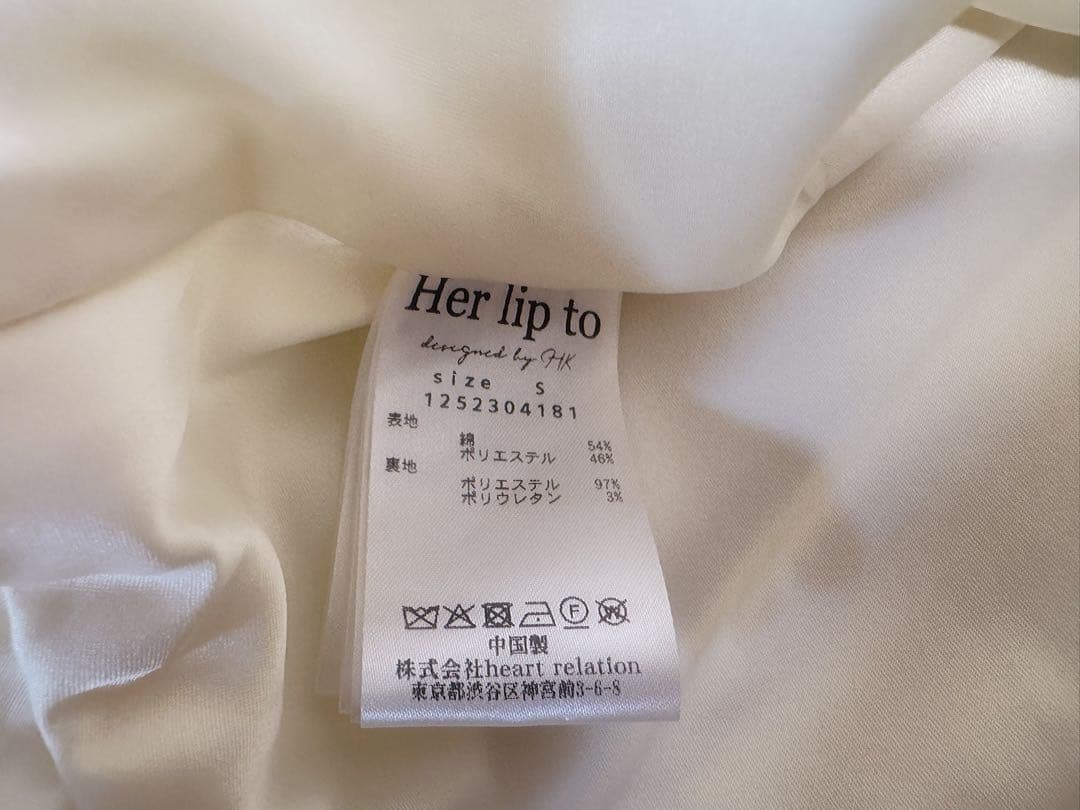 Her lip to
designed by HK
size S
1252304181
表地
綿 54%
ポリエステル 46%
裏地
ポリエステル 97%
ポリウレタン 3%
F W
中国製
株式会社heart relation
東京都渋谷区神宮前3-6-8